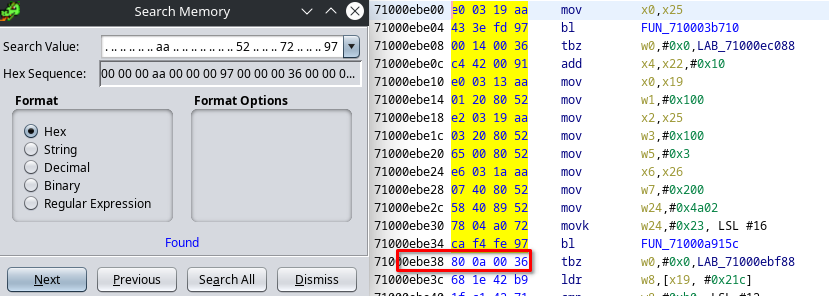 Search Memory
Search Value:
. .. .. .. .. aa .. .. .. .. .. .. .. 52 .. .. .. 72 .. .. .. 97
Hex Sequence:
00 00 00 aa 00 00 00 97 00 00 00 36 00 00 0...
Format
Format Options
Hex
String
Decimal
Binary
Regular Expression
Found
Next
Previous
Search All
Dismiss
71000ebe00 e0 03 19 aa mov x0,x25
71000ebe04 43 3e fd 97 bl FUN_710003b710
71000ebe08 00 14 00 36 tbz w0,#0x0,LAB_71000ec088
71000ebe0c c4 42 00 91 add x4,x22,#0x10
71000ebe10 e0 03 13 aa mov x0,x19
71000ebe14 01 20 80 52 mov w1,#0x100
71000ebe18 e2 03 19 aa mov x2,x25
71000ebe1c 03 20 80 52 mov w3,#0x100
71000ebe20 65 00 80 52 mov w5,#0x3
71000ebe24 e6 03 1a aa mov x6,x26
71000ebe28 07 40 80 52 mov w7,#0x200
71000ebe2c 58 40 89 52 mov w24,#0x4a02
71000ebe30 78 04 a0 72 movk w24,#0x23, LSL #16
71000ebe34 ca f4 fe 97 bl FUN_71000a915c
71000ebe38 80 0a 00 36 tbz w0,#0x0,LAB_71000ebf88
71000ebe3c 68 1e 42 b9 ldr w8,[x19, #0x21c]